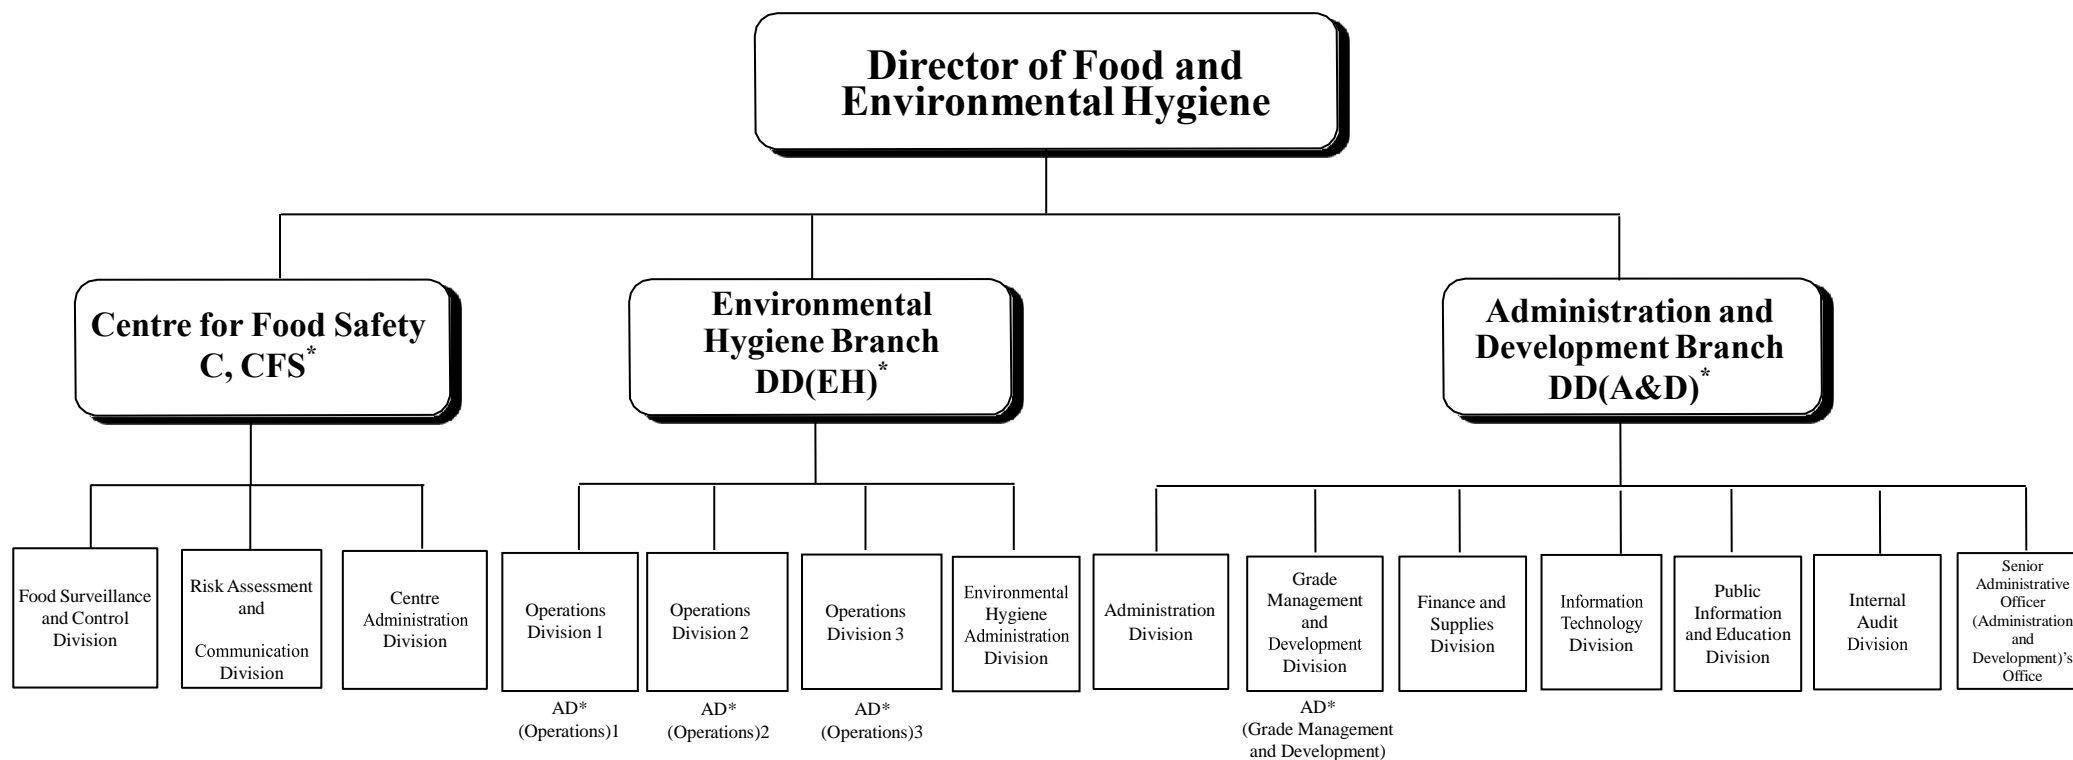 Director of Food and
Environmental Hygiene
Centre for Food Safety
C, CFS*
Environmental
Hygiene Branch
DD(EH)*
Administration and
Development Branch
DD(A&D)*
Food Surveillance
and Control
Division
Risk Assessment
and
Communication
Division
Centre
Administration
Division
Operations
Division 1
Operations
Division 2
Operations
Division 3
Environmental
Hygiene
Administration
Division
Administration
Division
Grade
Management
and
Development
Division
Finance and
Supplies
Division
Information
Technology
Division
Public
Information
and Education
Division
Internal
Audit
Division
Senior
Administrative
Officer
(Administration
and
Development)'s
Office
AD*
(Operations)1
AD*
(Operations)2
AD*
(Operations)3
AD*
(Grade Management
and Development)